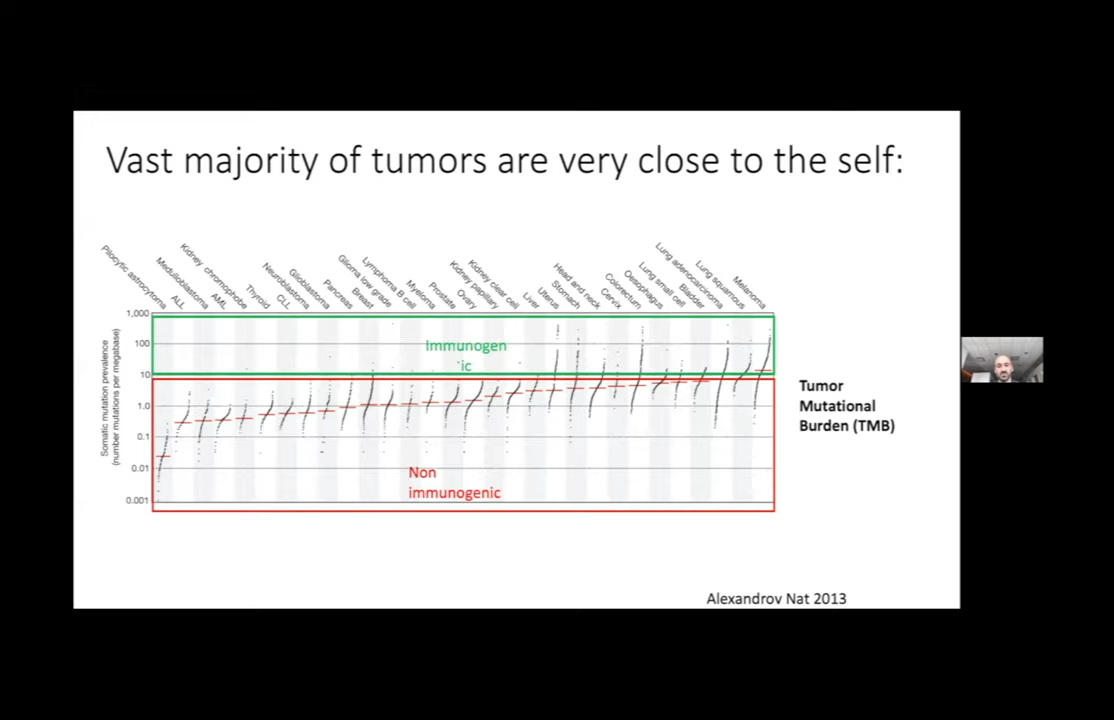 Vast majority of tumors are very close to the self:
Pilocytic astrocytoma
ALL
Medulloblastoma
AML
Kidney chromophobe
Thyroid
CLL
Neuroblastoma
Glioblastoma
Pancreas
Breast
Glioma low grade
Lymphoma B cell
Myeloma
Prostate
Ovary
Kidney papillary
Kidney clear cell
Liver
Uterus
Stomach
Head and neck
Cervix
Colorectum
Oesophagus
Lung small cell
Bladder
Lung adenocarcinoma
Lung squamous
Melanoma
Somatic mutation prevalence
(number mutations per megabase)
1,000
100
10
1.0
0.1
0.01
0.001
Immunogen
ic
Non
immunogenic
Tumor
Mutational
Burden (TMB)
Alexandrov Nat 2013